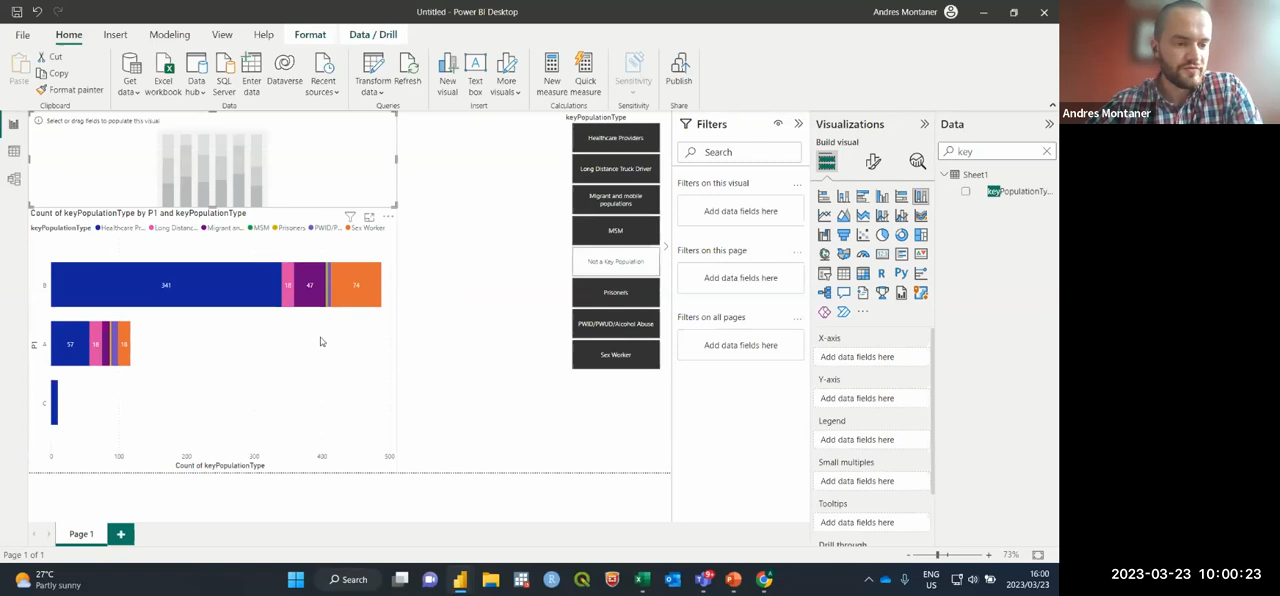 Untitled - Power BI Desktop
Andres Montaner
File Home Insert Modeling View Help Format Data / Drill
Paste
Cut
Copy
Format painter
Clipboard
Get data
Excel workbook
Data hub
SQL Server
Enter data
Dataverse
Recent sources
Data
Transform data
Refresh
Queries
New visual
Text box
More visuals
Insert
New measure
Quick measure
Calculations
Sensitivity
Sensitivity
Publish
Share
Select or drag fields to populate this visual
Count of keyPopulationType by P1 and keyPopulationType
keyPopulationType Healthcare Pr... Long Distanc... Migrant an... MSM Prisoners PWID/P... Sex Worker
P1
B 341 18 47 74
A 57 18 18
C
0 100 200 300 400 500
Count of keyPopulationType
keyPopulationType
Healthcare Providers
Long Distance Truck Driver
Migrant and mobile
populations
MSM
Not a Key Population
Prisoners
PWID/PWUD/Alcohol Abuse
Sex Worker
Filters
Search
Filters on this visual ...
Add data fields here
Filters on this page ...
Add data fields here
Filters on all pages ...
Add data fields here
Visualizations
Build visual
R Py
...
X-axis
Add data fields here
Y-axis
Add data fields here
Legend
Add data fields here
Small multiples
Add data fields here
Tooltips
Add data fields here
Drill through
Data
key
Sheet1
keyPopulationTy...
Page 1
Page 1 of 1
- + 73%
27°C
Partly sunny
Search
ENG
US
16:00
2023/03/23
Andres Montaner
2023-03-23 10:00:23